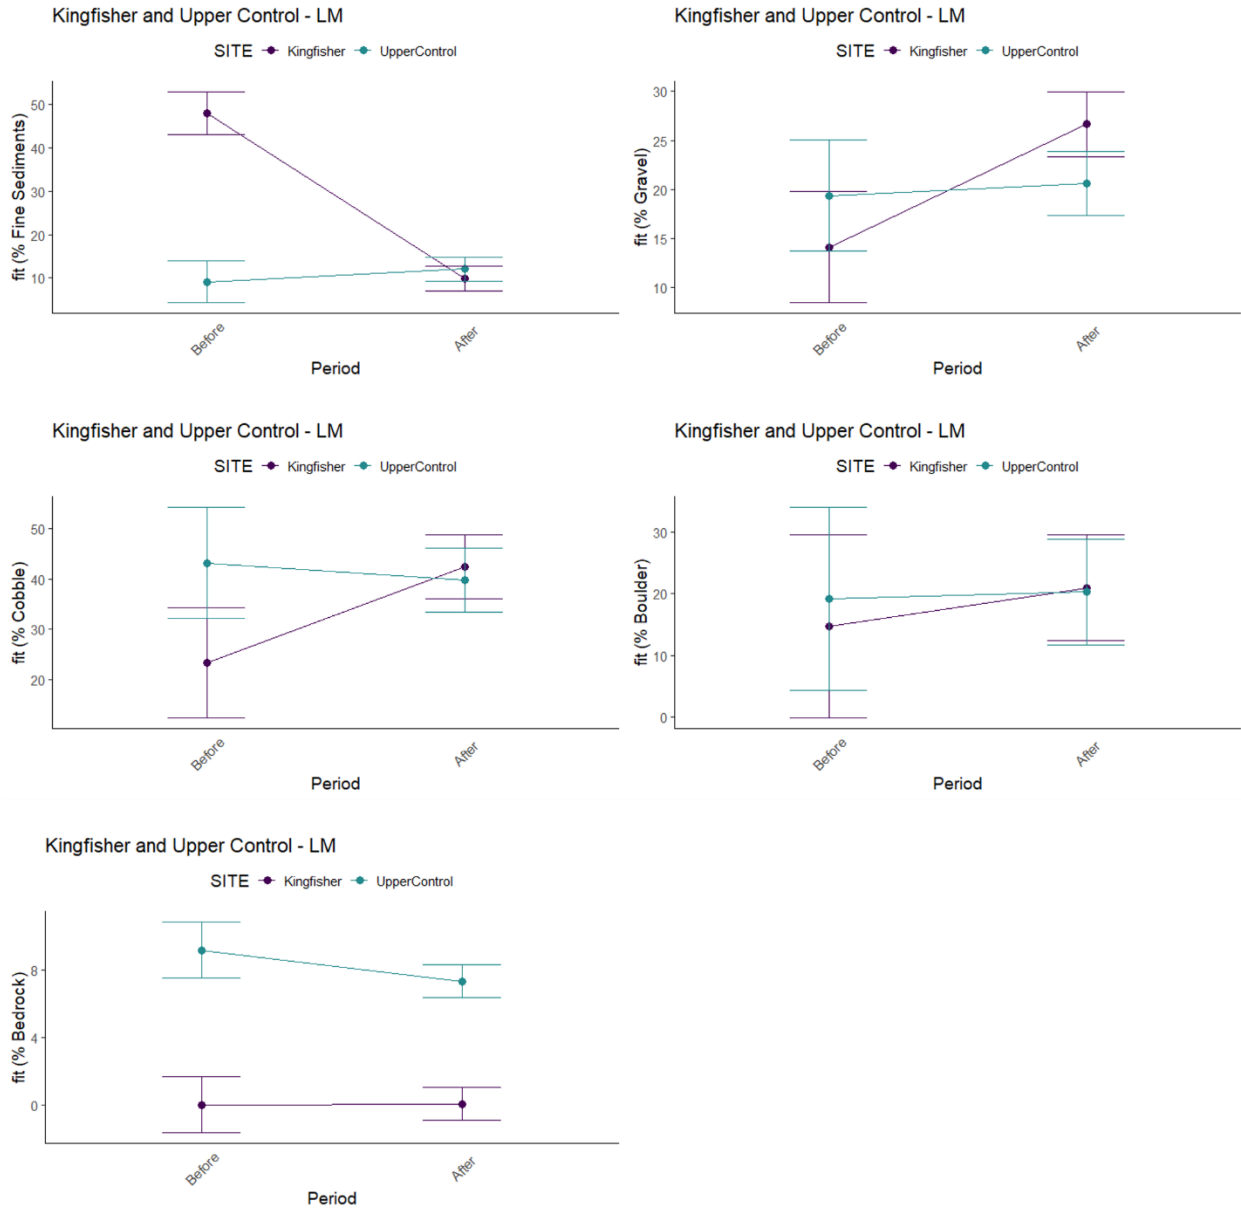 Kingfisher and Upper Control - LM
SITE Kingfisher UpperControl
fit (% Fine Sediments)
50
40
30
20
10
Before
After
Period
Kingfisher and Upper Control - LM
SITE Kingfisher UpperControl
fit (% Gravel)
30
25
20
15
10
Before
After
Period
Kingfisher and Upper Control - LM
SITE Kingfisher UpperControl
fit (% Cobble)
50
40
30
20
Before
After
Period
Kingfisher and Upper Control - LM
SITE Kingfisher UpperControl
fit (% Boulder)
30
20
10
0
Before
After
Period
Kingfisher and Upper Control - LM
SITE Kingfisher UpperControl
fit (% Bedrock)
8
4
0
Before
After
Period